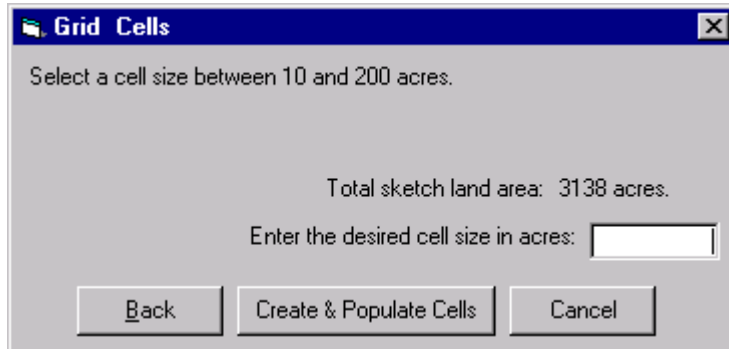 Grid Cells
Select a cell size between 10 and 200 acres.
Total sketch land area: 3138 acres.
Enter the desired cell size in acres:
Back Create & Populate Cells Cancel